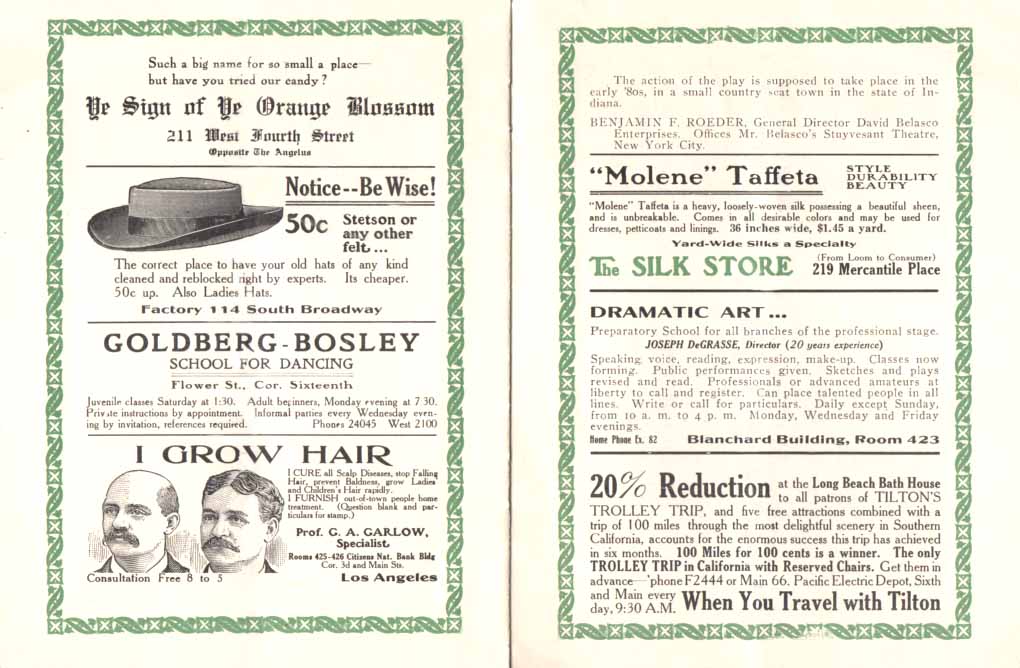 Such a big name for so small a place—
but have you tried our candy?
Ye Sign of Ye Orange Blossom
211 West Fourth Street
Opposite The Angelus
Notice--Be Wise!
50c
Stetson or
any other
felt...
The correct place to have your old hats of any kind
cleaned and reblocked right by experts. Its cheaper.
50c up. Also Ladies Hats.
Factory 114 South Broadway
GOLDBERG-BOSLEY
SCHOOL FOR DANCING
Flower St., Cor. Sixteenth
Juvenile classes Saturday at 1:30. Adult beginners, Monday evening at 7 30.
Private instructions by appointment. Informal parties every Wednesday even-
ing by invitation, references required. Phones 24045 West 2100
I GROW HAIR
I CURE all Scalp Diseases, stop Falling
Hair, prevent Baldness, grow Ladies
and Children's Hair rapidly.
I FURNISH out-of-town people home
treatment. (Question blank and par-
ticulars for stamp.)
Prof. G. A. GARLOW,
Specialist.
Rooms 425-426 Citizens Nat. Bank Bldg
Cor. 3d and Main Sts.
Consultation Free 8 to 5 Los Angeles
The action of the play is supposed to take place in the
early '80s, in a small country seat town in the state of In-
diana.
BENJAMIN F. ROEDER, General Director David Belasco
Enterprises. Offices Mr. Belasco's Stuyvesant Theatre,
New York City.
"Molene" Taffeta
STYLE
DURABILITY
BEAUTY
"Molene" Taffeta is a heavy, loosely-woven silk possessing a beautiful sheen,
and is unbreakable. Comes in all desirable colors and may be used for
dresses, petticoats and linings. 36 inches wide, $1.45 a yard.
Yard-Wide Silks a Specialty
The SILK STORE
(From Loom to Consumer)
219 Mercantile Place
DRAMATIC ART...
Preparatory School for all branches of the professional stage.
JOSEPH DeGRASSE, Director (20 years experience)
Speaking voice, reading, expression, make-up. Classes now
forming. Public performances given. Sketches and plays
revised and read. Professionals or advanced amateurs at
liberty to call and register. Can place talented people in all
lines. Write or call for particulars. Daily except Sunday,
from 10 a. m. to 4 p. m. Monday, Wednesday and Friday
evenings.
Home Phone Ex. 82 Blanchard Building, Room 423
20% Reduction
at the Long Beach Bath House
to all patrons of TILTON'S
TROLLEY TRIP, and five free attractions combined with a
trip of 100 miles through the most delightful scenery in Southern
California, accounts for the enormous success this trip has achieved
in six months. 100 Miles for 100 cents is a winner. The only
TROLLEY TRIP in California with Reserved Chairs. Get them in
advance—'phone F2444 or Main 66. Pacific Electric Depot, Sixth
and Main every
day, 9:30 A.M.
When You Travel with Tilton